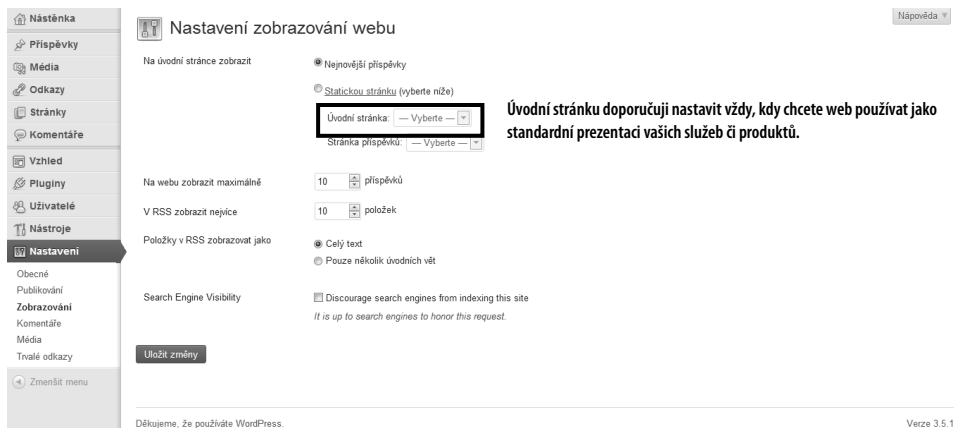 Nástěnka
Příspěvky
Média
Odkazy
Stránky
Komentáře
Vzhled
Pluginy
Uživatelé
Nástroje
Nastavení
Obecné
Publikování
Zobrazování
Komentáře
Média
Trvalé odkazy
Zmenšit menu
Nápověda
Nastavení zobrazování webu
Na úvodní stránce zobrazit
Nejnovější příspěvky
Statickou stránku (vyberte níže)
Úvodní stránka: — Vyberte —
Stránka příspěvků: — Vyberte —
Úvodní stránku doporučuji nastavit vždy, kdy chcete web používat jako
standardní prezentaci vašich služeb či produktů.
Na webu zobrazit maximálně 10 příspěvků
V RSS zobrazit nejvíce 10 položek
Položky v RSS zobrazovat jako
Celý text
Pouze několik úvodních vět
Search Engine Visibility
Discourage search engines from indexing this site
It is up to search engines to honor this request.
Uložit změny
Děkujeme, že používáte WordPress.
Verze 3.5.1